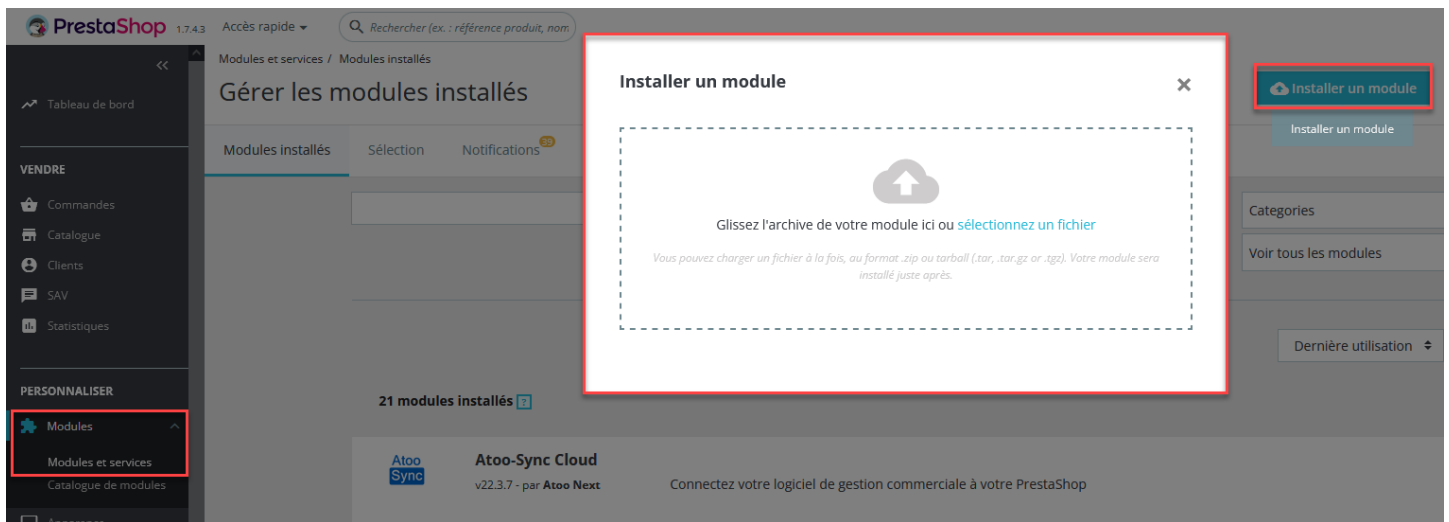 PrestaShop 1.7.4.3 Accès rapide
Rechercher (ex. : référence produit, nom
Modules et services / Modules installés
Gérer les modules installés
Installer un module
Installer un module
Modules installés Sélection Notifications 39
Tableau de bord
VENDRE
Commandes
Catalogue
Clients
SAV
Statistiques
PERSONNALISER
Modules
Modules et services
Catalogue de modules
Installer un module ×
Glissez l'archive de votre module ici ou sélectionnez un fichier
Vous pouvez charger un fichier à la fois, au format .zip ou tarball (.tar, .tar.gz or .tgz). Votre module sera
installé juste après.
Categories
Voir tous les modules
Dernière utilisation
21 modules installés ?
Atoo
Sync
Atoo-Sync Cloud
v22.3.7 - par Atoo Next
Connectez votre logiciel de gestion commerciale à votre PrestaShop